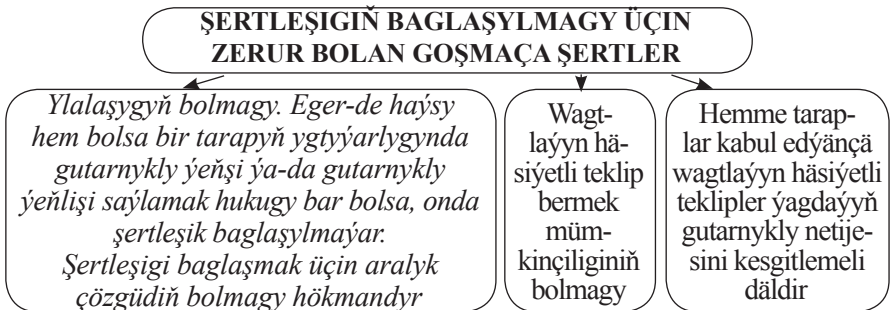 ŞERTLEŞIGIŇ BAGLAŞYLMAGY ÜÇIN
ZERUR BOLAN GOŞMAÇA ŞERTLER
Ylalaşygyň bolmagy. Eger-de haýsy
hem bolsa bir tarapyň ygtyýarlygynda
gutarnykly ýeňşi ýa-da gutarnykly
ýeňlişi saýlamak hukugy bar bolsa, onda
şertleşik baglaşylmaýar.
Şertleşigi baglaşmak üçin aralyk
çözgüdiň bolmagy hökmandyr
Wagt-
laýyn hä-
siýetli teklip
bermek
müm-
kinçiliginiň
bolmagy
Hemme tarap-
lar kabul edýänçä
wagtlaýyn häsiýetli
teklipler ýagdaýyň
gutarnykly netije-
sini kesgitlemeli
däldir